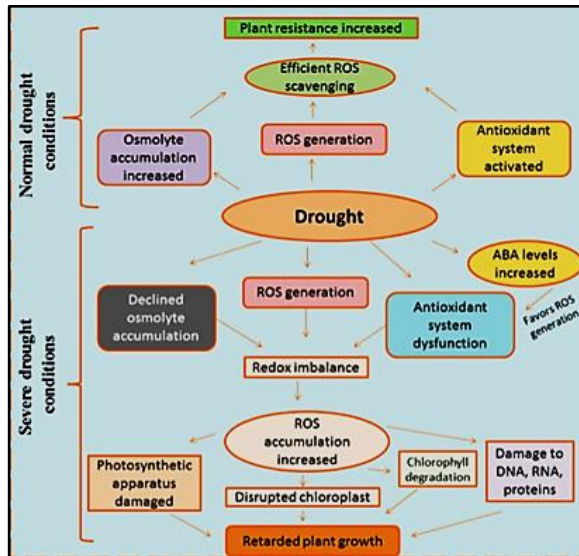 Plant resistance increased
Efficient ROS
scavenging
Normal drought
conditions
Osmolyte
accumulation
increased
ROS generation
Antioxidant
system
activated
Drought
Severe drought
conditions
ABA levels
increased
Declined
osmolyte
accumulation
ROS generation
Antioxidant
system
dysfunction
Favors ROS
generation
Redox imbalance
ROS
accumulation
increased
Photosynthetic
apparatus
damaged
Chlorophyll
degradation
Damage to
DNA, RNA,
proteins
Disrupted chloroplast
Retarded plant growth